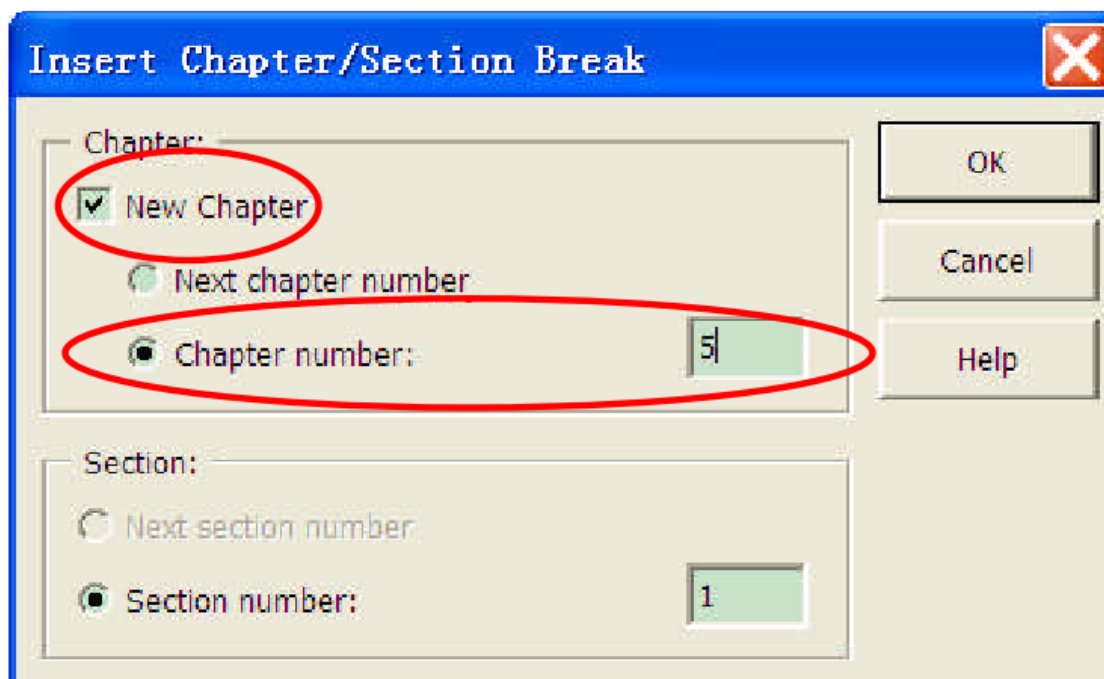 Insert Chapter/Section Break
Chapter:
New Chapter
Next chapter number
Chapter number: 5
OK
Cancel
Help
Section:
Next section number
Section number: 1